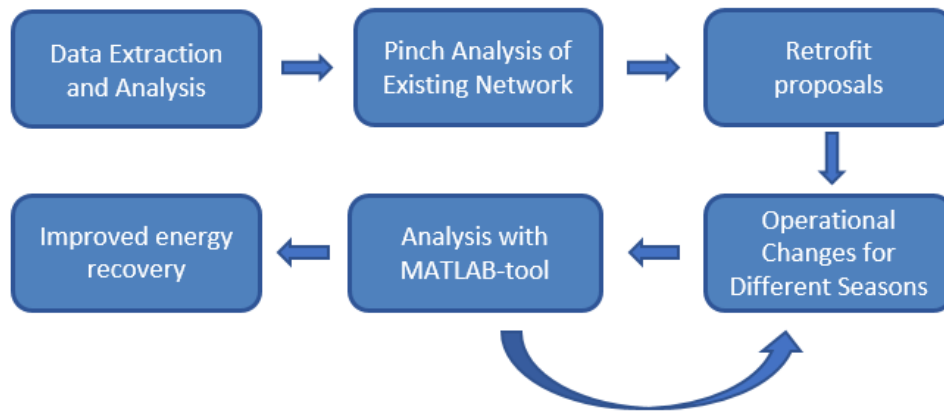 Data Extraction
and Analysis
Pinch Analysis of
Existing Network
Retrofit
proposals
Operational
Changes for
Different Seasons
Analysis with
MATLAB-tool
Improved energy
recovery